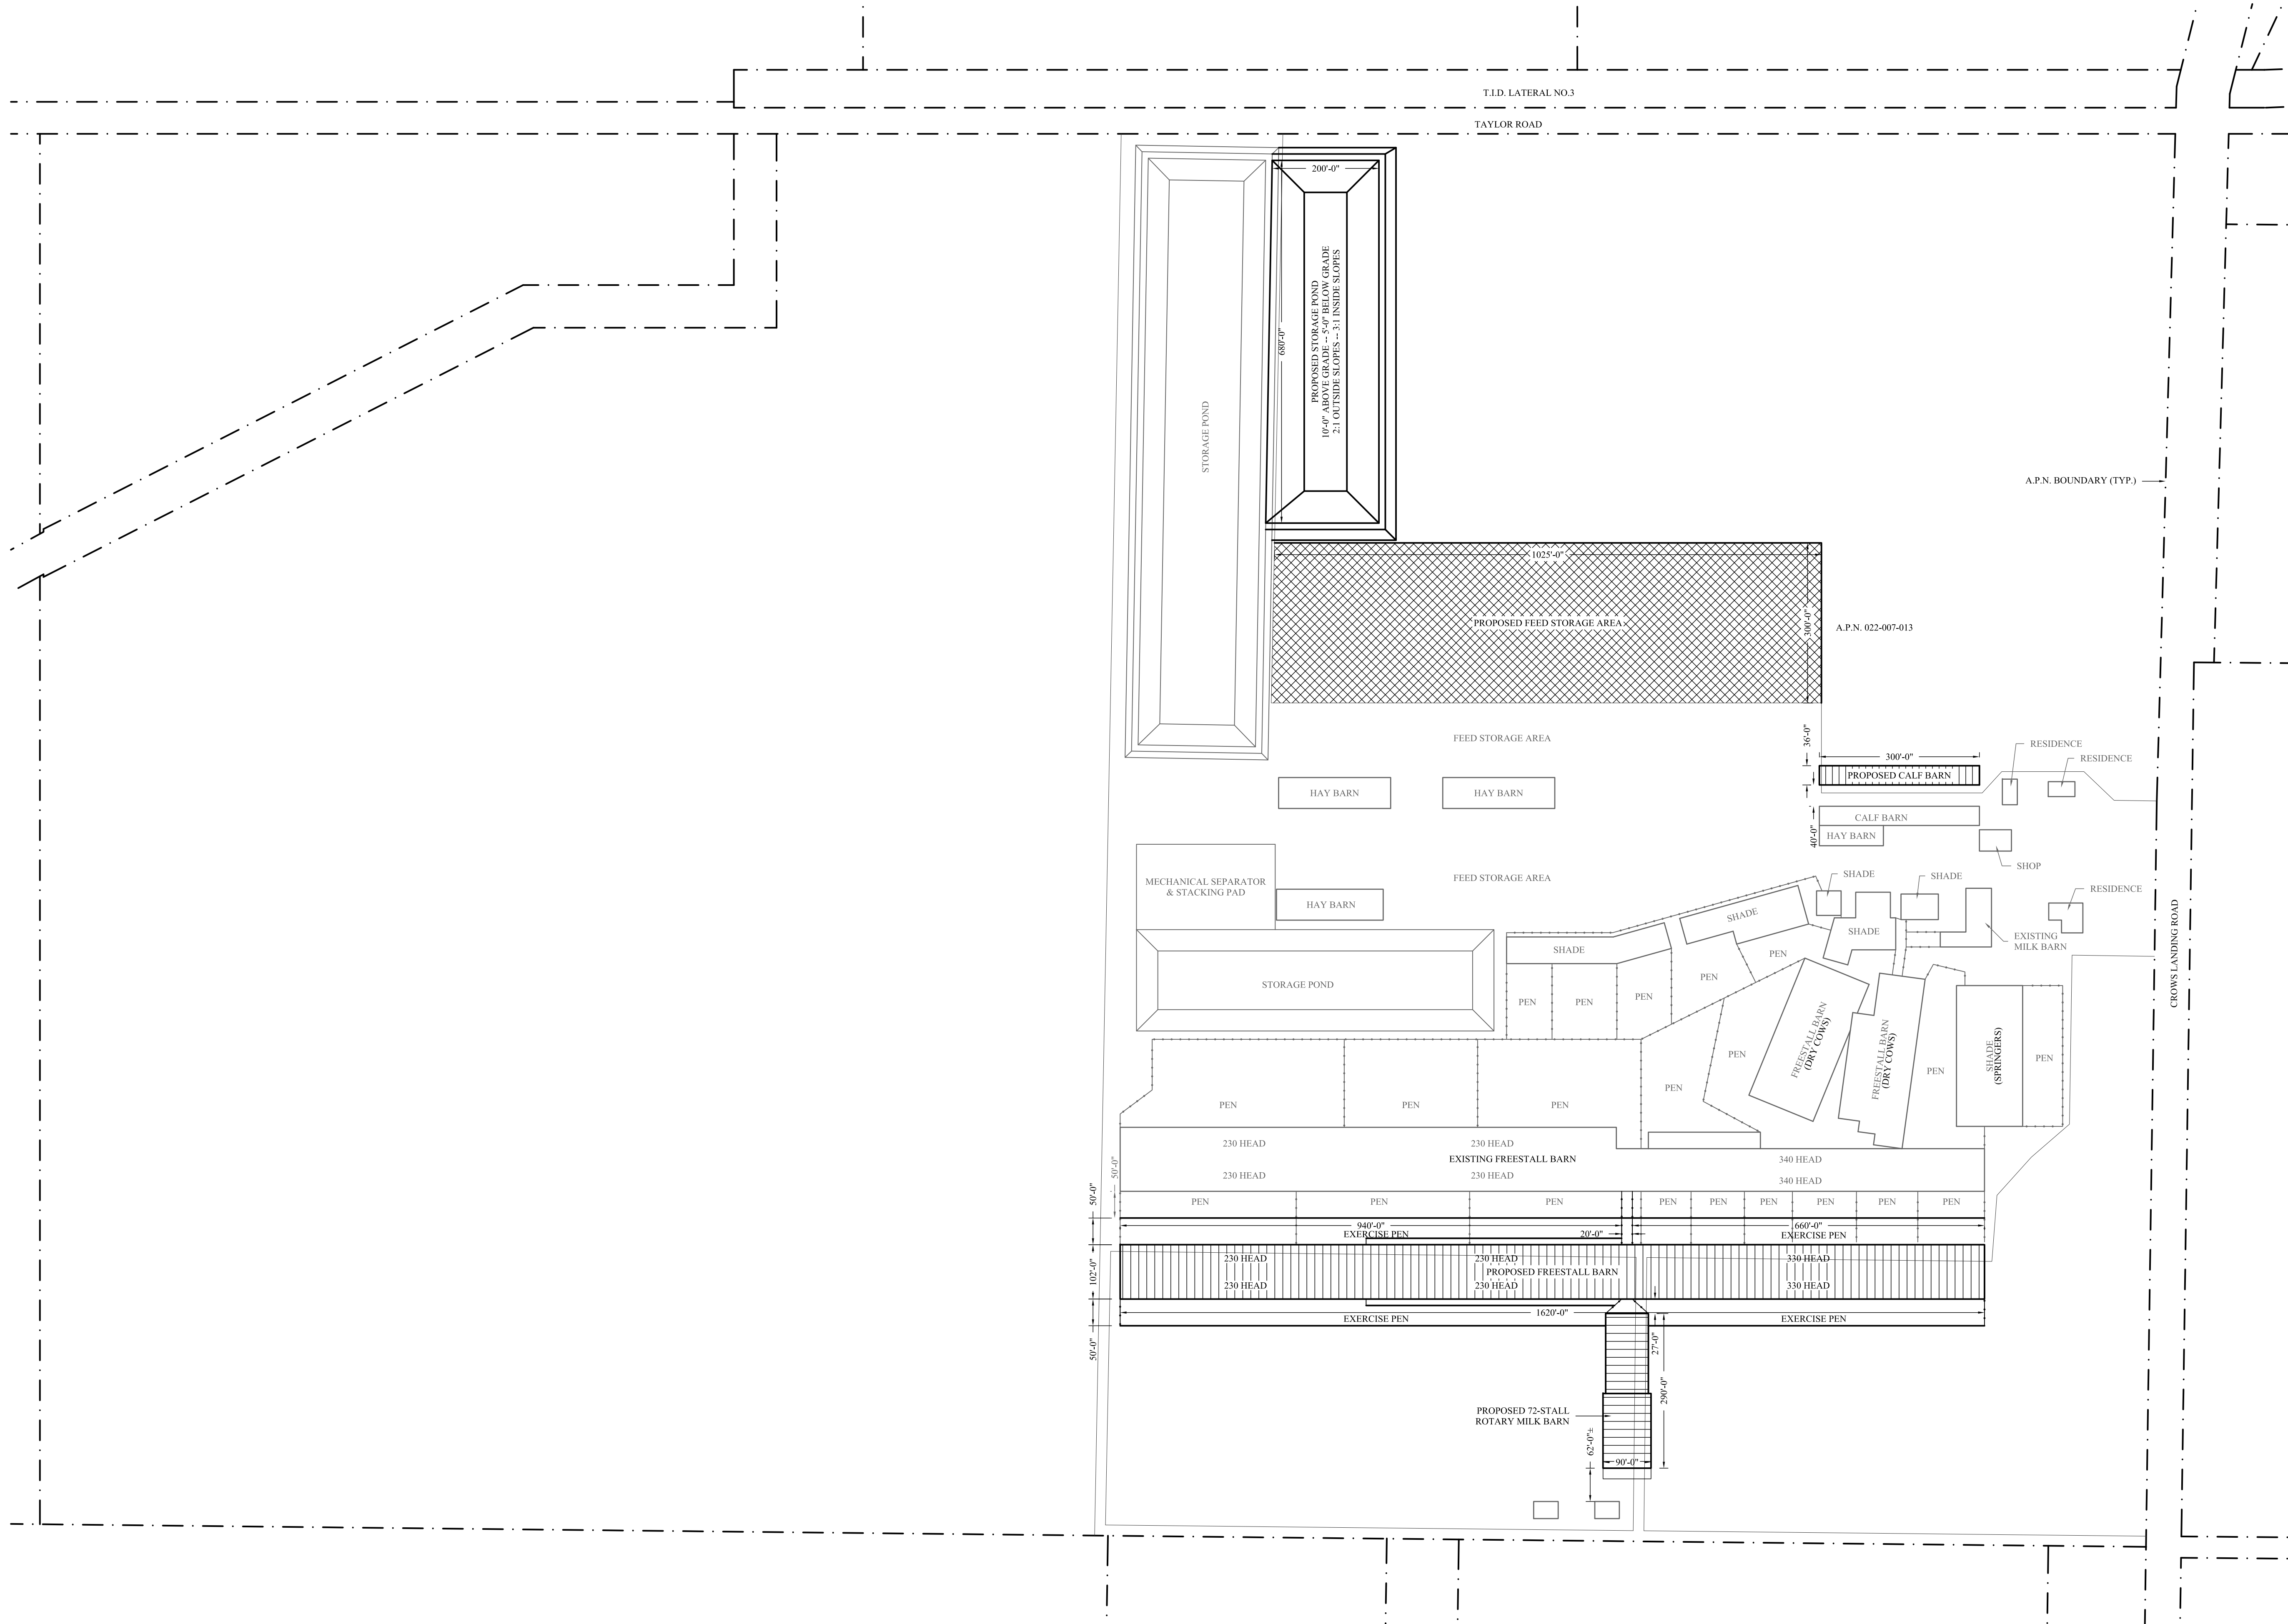 T.I.D. LATERAL NO.3
TAYLOR ROAD
200'-0"
680'-0"
PROPOSED STORAGE POND
10'-0" ABOVE GRADE -- 5'-0" BELOW GRADE
2:1 OUTSIDE SLOPES -- 3:1 INSIDE SLOPES
STORAGE POND
A.P.N. BOUNDARY (TYP.)
1025'-0"
300'-0"
PROPOSED FEED STORAGE AREA
A.P.N. 022-007-013
FEED STORAGE AREA
36'-0"
300'-0"
PROPOSED CALF BARN
RESIDENCE
RESIDENCE
HAY BARN
HAY BARN
40'-0"
CALF BARN
HAY BARN
SHOP
MECHANICAL SEPARATOR
& STACKING PAD
HAY BARN
FEED STORAGE AREA
SHADE
SHADE
RESIDENCE
SHADE
SHADE
SHADE
EXISTING
MILK BARN
CROWS LANDING ROAD
STORAGE POND
PEN
PEN
PEN
PEN
PEN
FREESTALL BARN
(DRY COWS)
FREESTALL BARN
(DRY COWS)
SHADE
(SPRINGERS)
PEN
PEN
PEN
PEN
PEN
PEN
PEN
230 HEAD
230 HEAD
EXISTING FREESTALL BARN
340 HEAD
230 HEAD
230 HEAD
340 HEAD
50'-0"
50'-0"
PEN
PEN
PEN
PEN
PEN
PEN
PEN
PEN
PEN
940'-0"
660'-0"
EXERCISE PEN
20'-0"
EXERCISE PEN
102'-0"
230 HEAD
230 HEAD
330 HEAD
PROPOSED FREESTALL BARN
230 HEAD
230 HEAD
330 HEAD
1620'-0"
EXERCISE PEN
EXERCISE PEN
50'-0"
27'-0"
290'-0"
PROPOSED 72-STALL
ROTARY MILK BARN
62'-0"±
90'-0"